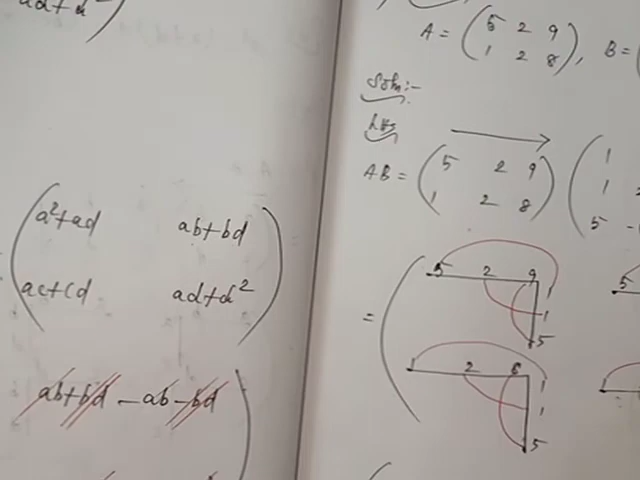 ad+d²)
(a²+ad ab+bd
ac+cd ad+d²)
ab+bd - ab - bd)
A = (5 2 9
1 2 8), B = (
Soln:-
LHS
AB = (5 2 9
1 2 8) (1
1
5 -
= (5 2 9 1 5
1
5
1 2 8 1
1
5